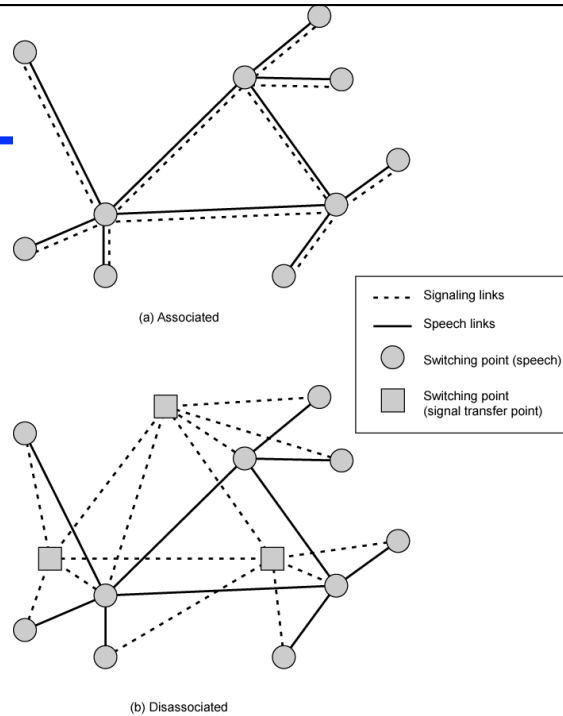 (a) Associated
Signaling links
Speech links
Switching point (speech)
Switching point
(signal transfer point)
(b) Disassociated